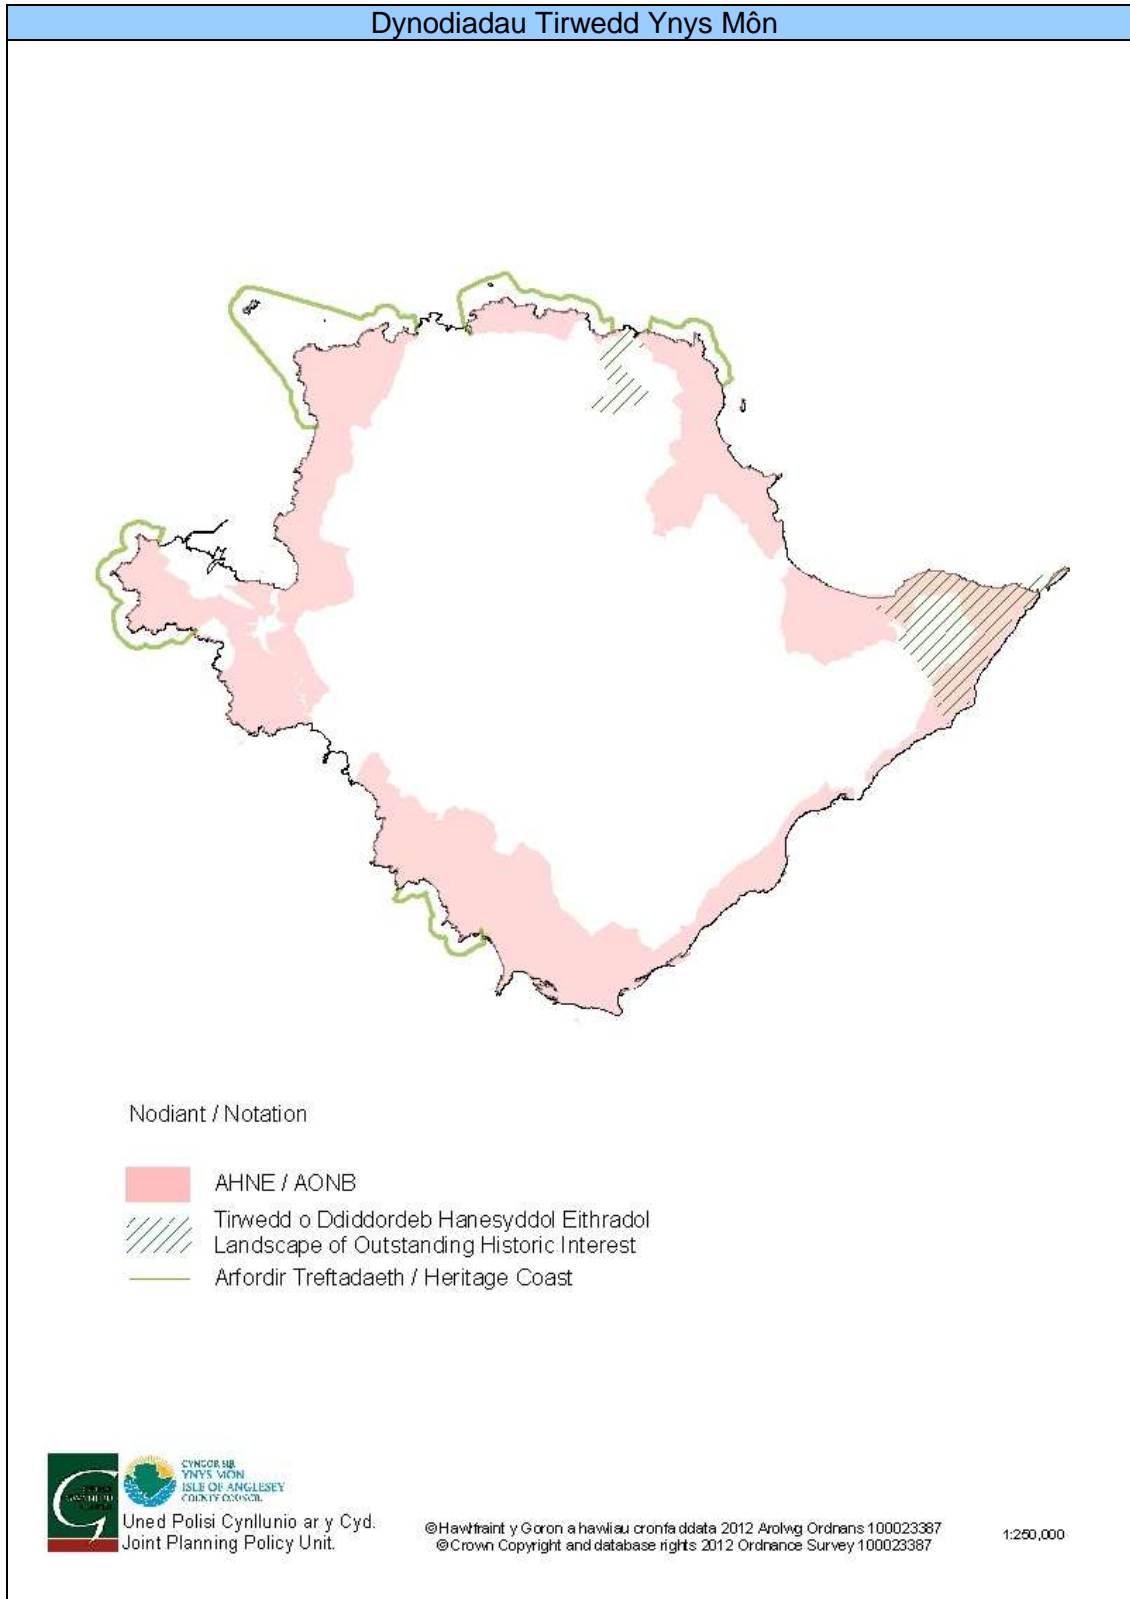 Dynodiadau Tirwedd Ynys Môn
Nodiant / Notation
AHNE / AONB
Tirwedd o Ddiddordeb Hanesyddol Eithradol
Landscape of Outstanding Historic Interest
Arfordir Treftadaeth / Heritage Coast
CYNGOR SIR
YNYS MON
ISLE OF ANGLESEY
COUNTY COUNCIL
Uned Polisi Cynllunio ar y Cyd.
Joint Planning Policy Unit.
©Hawlfraint y Goron a hawliau cronfa ddata 2012 Arolwg Ordnans 100023387
©Crown Copyright and database rights 2012 Ordnance Survey 100023387
1:250,000